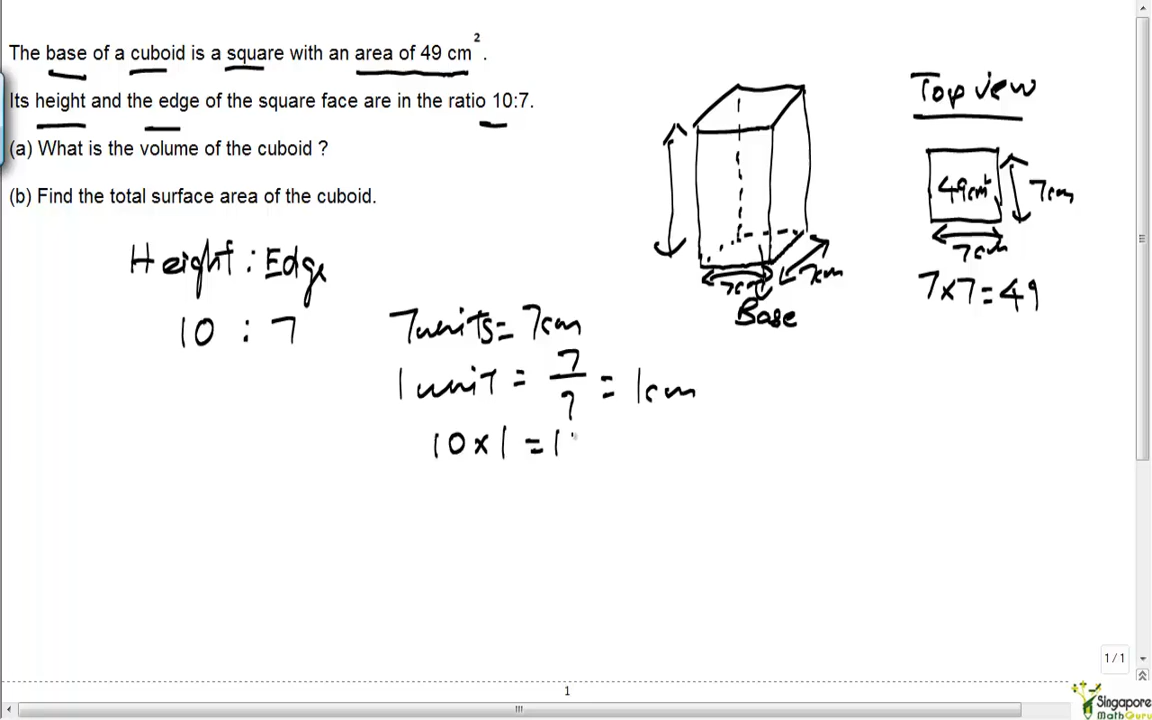 The base of a cuboid is a square with an area of 49 cm².
Its height and the edge of the square face are in the ratio 10:7.
(a) What is the volume of the cuboid ?
(b) Find the total surface area of the cuboid.
Height : Edge
10 : 7
7units = 7cm
1 unit = 7/7 = 1cm
10 × 1 = 1
7cm
7cm
Base
Top view
49cm²
7cm
7cm
7×7=49
1/1
1
Singapore
MathGuru